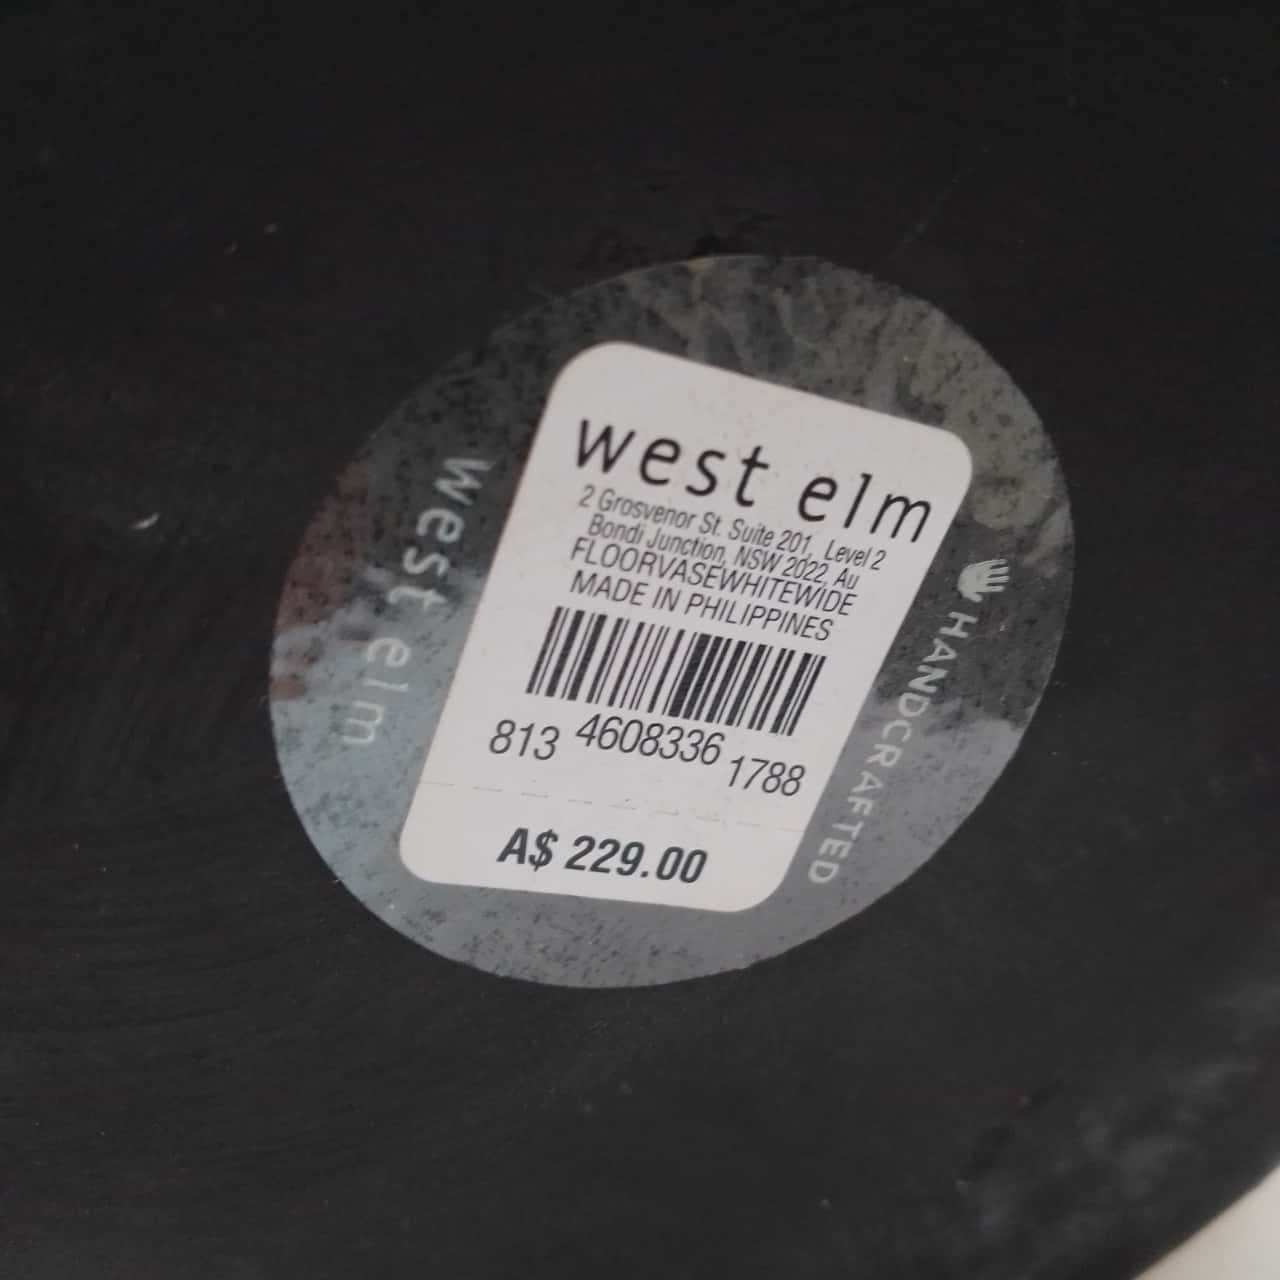 west elm
2 Grosvenor St. Suite 201, Level 2
Bondi Junction, NSW 2022, Au
FLOORVASEWHITEWIDE
MADE IN PHILIPPINES
813 4608336 1788
A$ 229.00
west elm
HANDCRAFTED